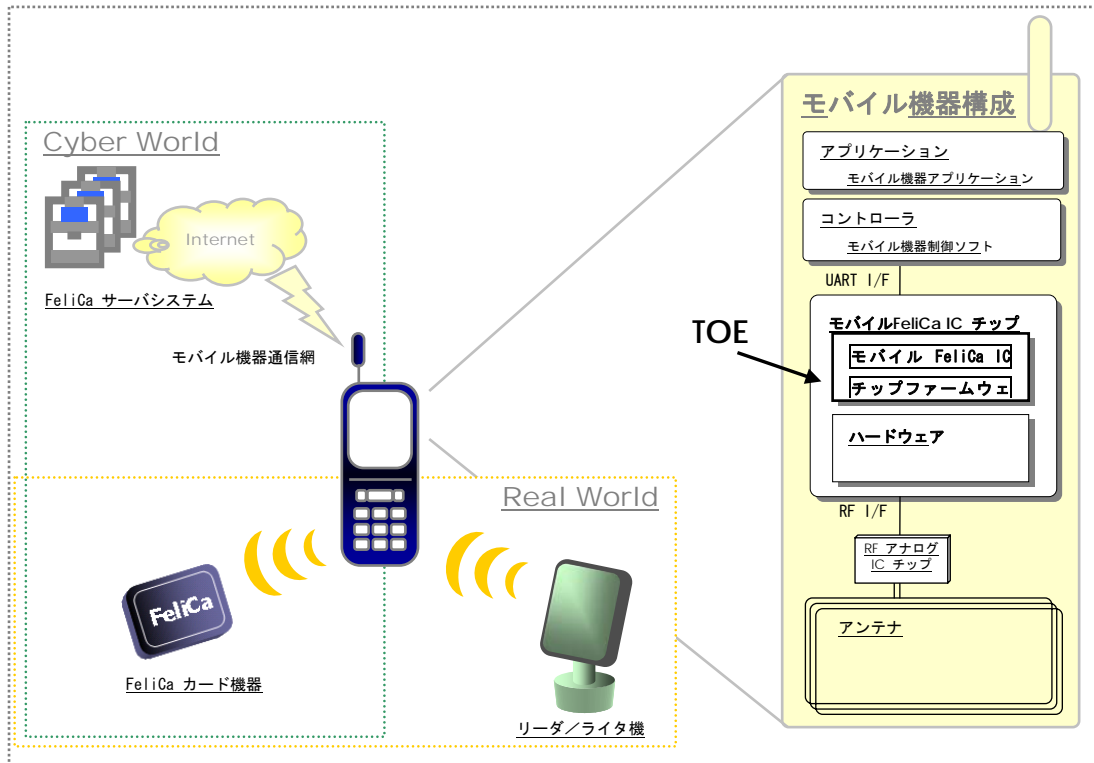 Cyber World
Internet
FeliCa サーバシステム
モバイル機器通信網
Real World
FeliCa
FeliCa カード機器
リーダ／ライタ機
TOE
モバイル機器構成
アプリケーション
モバイル機器アプリケーション
コントローラ
モバイル機器制御ソフト
UART I/F
モバイルFeliCa IC チップ
モバイル FeliCa IC
チップファームウェ
ハードウェア
RF I/F
RF アナログ
IC チップ
アンテナ